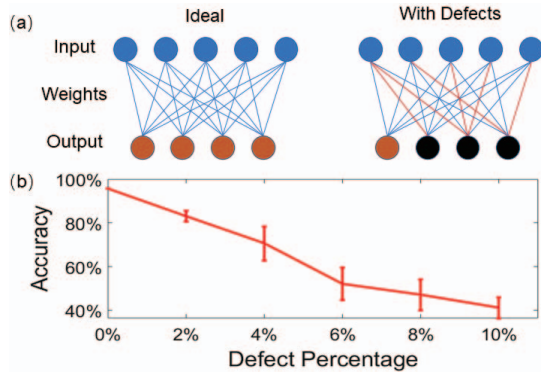 (a) Ideal With Defects
Input
Weights
Output
(b)
100%
80%
60%
40%
Accuracy
0% 2% 4% 6% 8% 10%
Defect Percentage